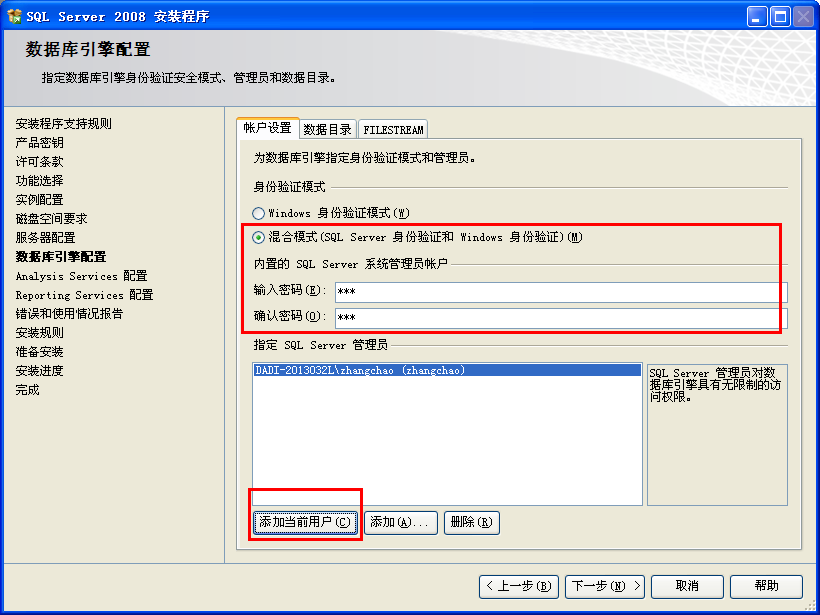 SQL Server 2008 安装程序
数据库引擎配置
指定数据库引擎身份验证安全模式、管理员和数据目录。
安装程序支持规则
产品密钥
许可条款
功能选择
实例配置
磁盘空间要求
服务器配置
数据库引擎配置
Analysis Services 配置
Reporting Services 配置
错误和使用情况报告
安装规则
准备安装
安装进度
完成
帐户设置 数据目录 FILESTREAM
为数据库引擎指定身份验证模式和管理员。
身份验证模式
Windows 身份验证模式(W)
混合模式(SQL Server 身份验证和 Windows 身份验证)(M)
内置的 SQL Server 系统管理员帐户
输入密码(E): ***
确认密码(O): ***
指定 SQL Server 管理员
DADI-2013032L\zhangchao (zhangchao)
SQL Server 管理员对数
据库引擎具有无限制的访
问权限。
添加当前用户(C) 添加(A)... 删除(R)
< 上一步(B) 下一步(N) > 取消 帮助